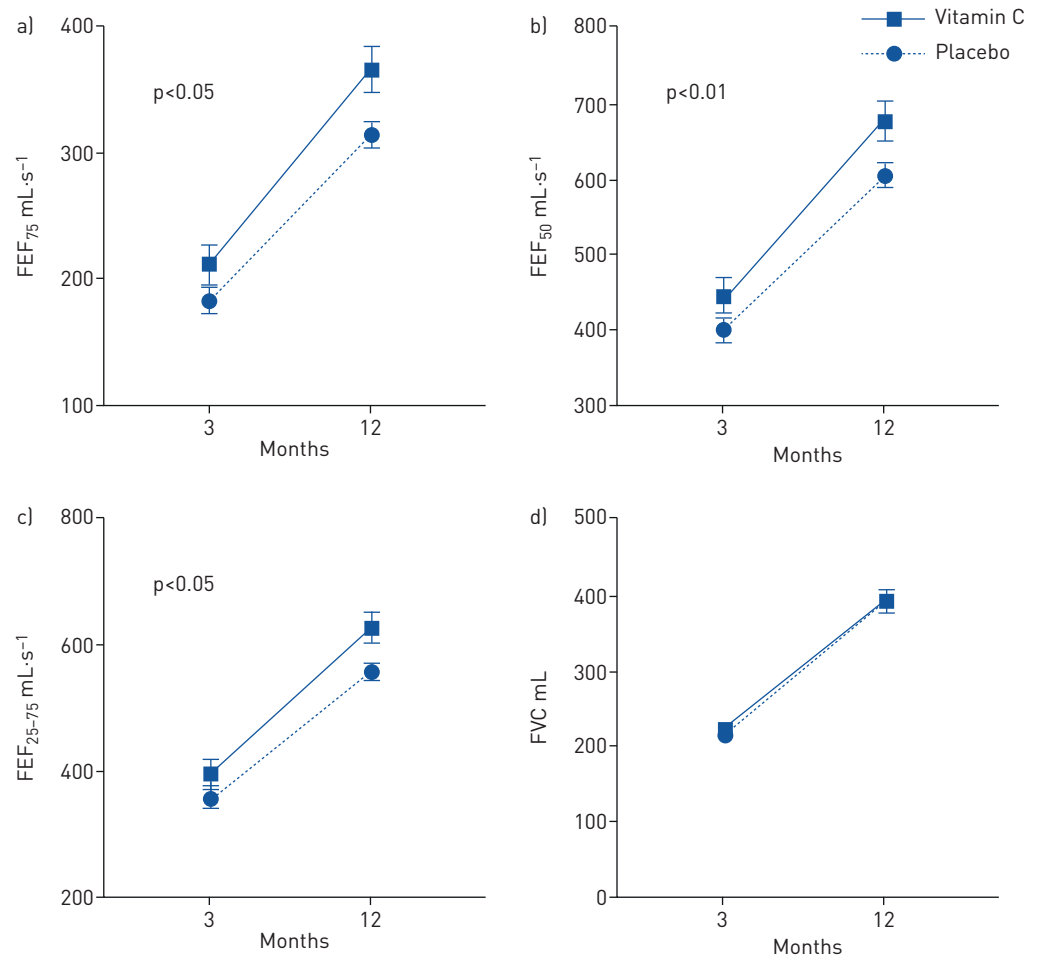 a)
400
300
200
100
p<0.05
FEF75 mL·s–1
3
12
Months
b)
800
700
600
500
400
300
p<0.01
FEF50 mL·s–1
3
12
Months
Vitamin C
Placebo
c)
800
600
400
200
p<0.05
FEF25–75 mL·s–1
3
12
Months
d)
500
400
300
200
100
0
FVC mL
3
12
Months